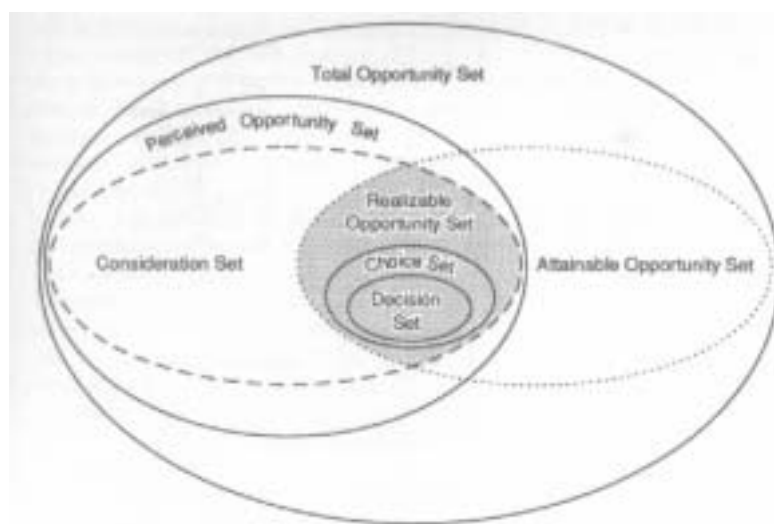 Total Opportunity Set
Perceived Opportunity Set
Realizable
Opportunity Set
Consideration Set
Choice Set
Attainable Opportunity Set
Decision
Set